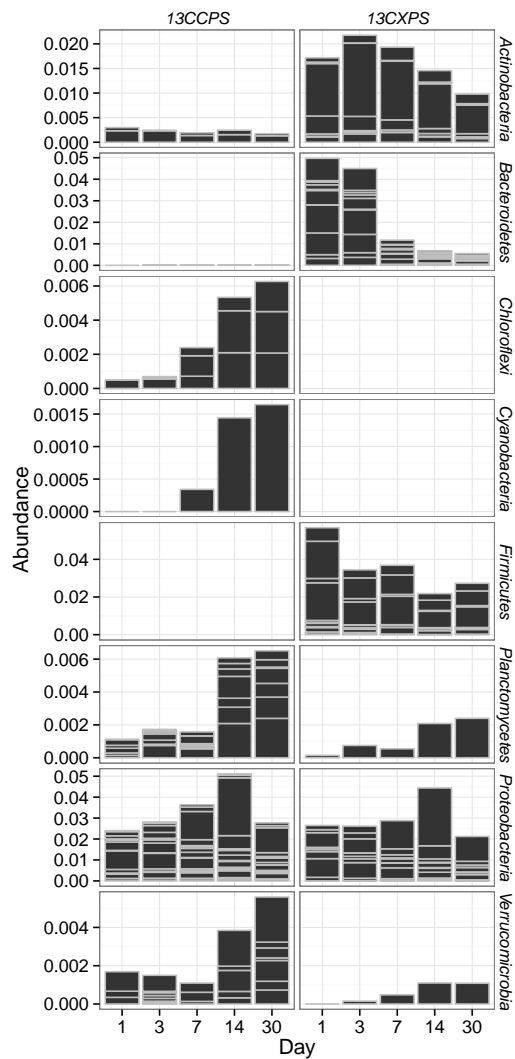 13CCPS 13CXPS
0.020
0.015
0.010
0.005
0.000
Actinobacteria
0.05
0.04
0.03
0.02
0.01
0.00
Bacteroidetes
0.006
0.004
0.002
0.000
Chloroflexi
0.0015
0.0010
0.0005
0.0000
Cyanobacteria
Abundance
0.04
0.02
0.00
Firmicutes
0.006
0.004
0.002
0.000
Planctomycetes
0.05
0.04
0.03
0.02
0.01
0.00
Proteobacteria
0.004
0.002
0.000
Verrucomicrobia
1 3 7 14 30 1 3 7 14 30
Day